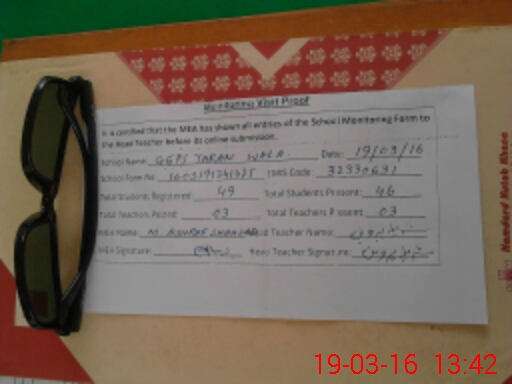 Monitoring Visit Proof
It is certified that the MEA has shown all entries of the School Monitoring Form to
the Head Teacher before its online submission.
School Name: GGPS TARAN WALA Date: 19/03/16
School Form No: EMIS Code: 32330691
Total Students Registered: 49 Total Students Present: 46
Total Teachers Posted: 03 Total Teachers Present: 03
MEA Name: M. Head Teacher Name:
MEA Signature: Head Teacher Signature:
19-03-16 13:42